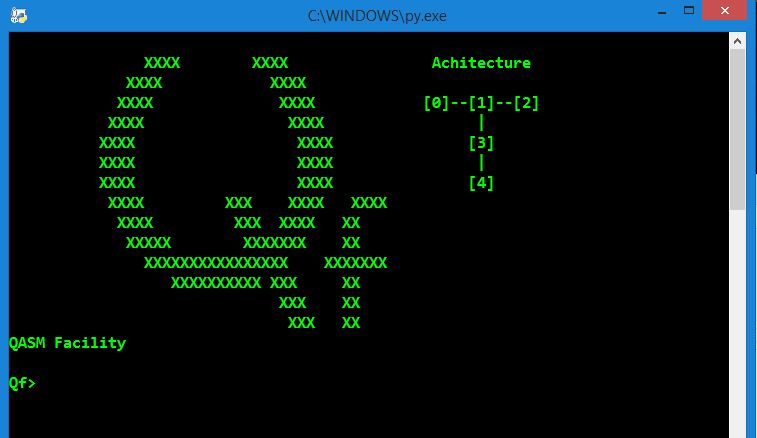 C:\WINDOWS\py.exe
XXXX XXXX Achitecture
XXXX XXXX
XXXX XXXX [0]--[1]--[2]
XXXX XXXX |
XXXX XXXX [3]
XXXX XXXX |
XXXX XXXX [4]
XXXX XXX XXXX XXXX
XXXX XXX XXXX XX
XXXXX XXXXXXX XX
XXXXXXXXXXXXXXXX XXXXXXX
XXXXXXXXXX XXX XX
XXX XX
XXX XX
QASM Facility
Qf>